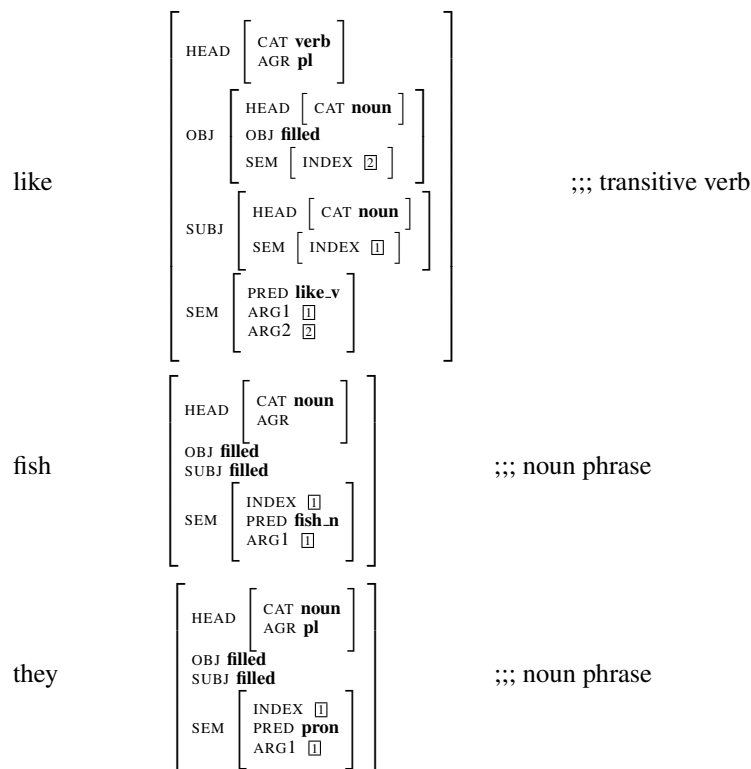 HEAD [ CAT verb
AGR pl ]
OBJ [ HEAD [ CAT noun ]
OBJ filled
SEM [ INDEX 2 ] ]
like ;;; transitive verb
SUBJ [ HEAD [ CAT noun ]
SEM [ INDEX 1 ] ]
PRED like_v
SEM ARG1 1
ARG2 2
HEAD [ CAT noun
AGR ]
OBJ filled
fish ;;; noun phrase
SUBJ filled
INDEX 1
SEM PRED fish_n
ARG1 1
HEAD [ CAT noun
AGR pl ]
OBJ filled
they ;;; noun phrase
SUBJ filled
INDEX 1
SEM PRED pron
ARG1 1